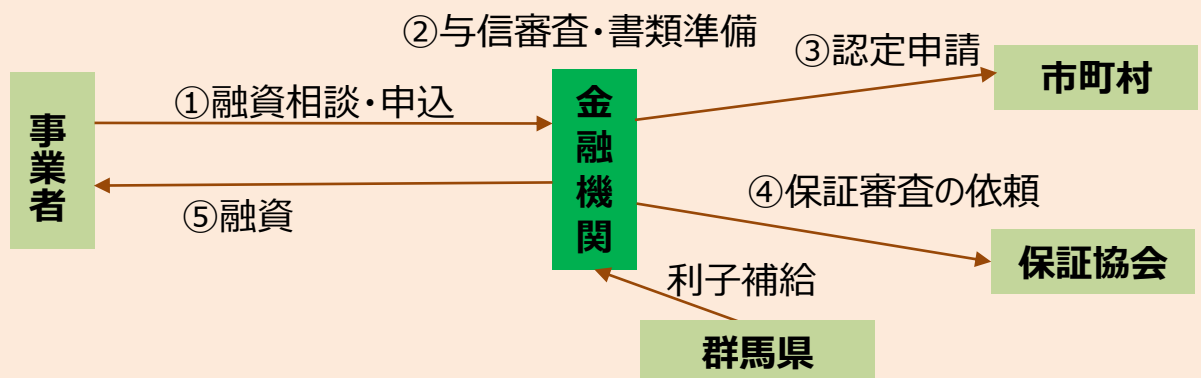 ②与信審査・書類準備
③認定申請
市町村
①融資相談・申込
金融機関
事業者
④保証審査の依頼
⑤融資
保証協会
利子補給
群馬県